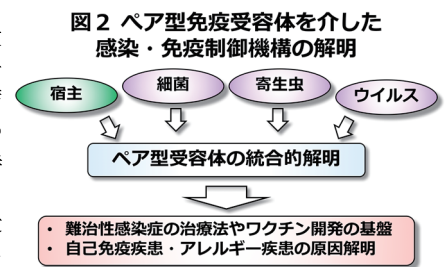 図２ ペア型免疫受容体を介した
感染・免疫制御機構の解明
宿主 細菌 寄生虫 ウイルス
ペア型受容体の統合的解明
・ 難治性感染症の治療法やワクチン開発の基盤
・ 自己免疫疾患・アレルギー疾患の原因解明